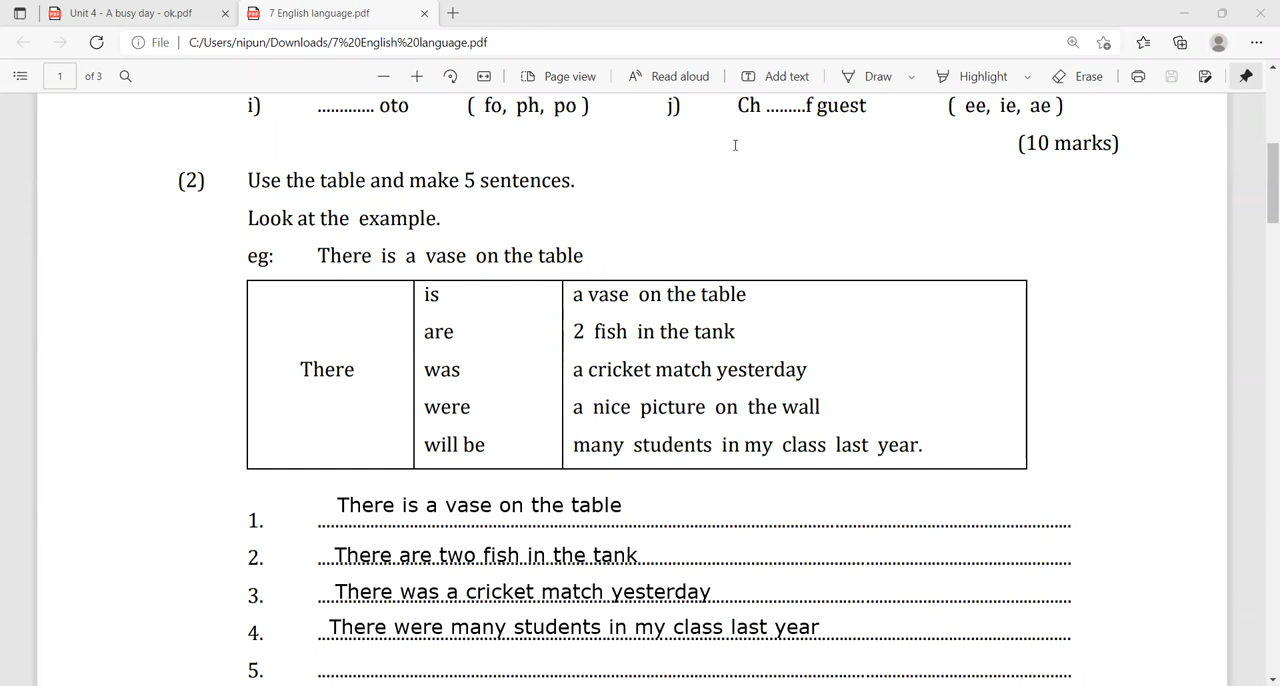 Unit 4 - A busy day - ok.pdf
7 English language.pdf
File C:/Users/nipun/Downloads/7%20English%20language.pdf
1 of 3 Page view Read aloud Add text Draw Highlight Erase
i) ............. oto ( fo, ph, po ) j) Ch .........f guest ( ee, ie, ae )
(10 marks)
(2) Use the table and make 5 sentences.
Look at the example.
eg: There is a vase on the table
is a vase on the table
are 2 fish in the tank
There was a cricket match yesterday
were a nice picture on the wall
will be many students in my class last year.
1. There is a vase on the table
2. There are two fish in the tank
3. There was a cricket match yesterday
4. There were many students in my class last year
5.